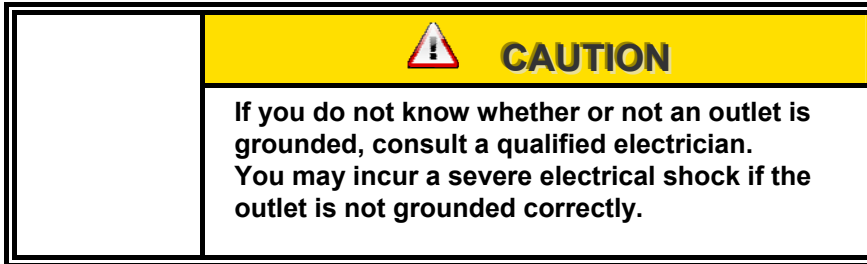 CAUTION
If you do not know whether or not an outlet is
grounded, consult a qualified electrician.
You may incur a severe electrical shock if the
outlet is not grounded correctly.